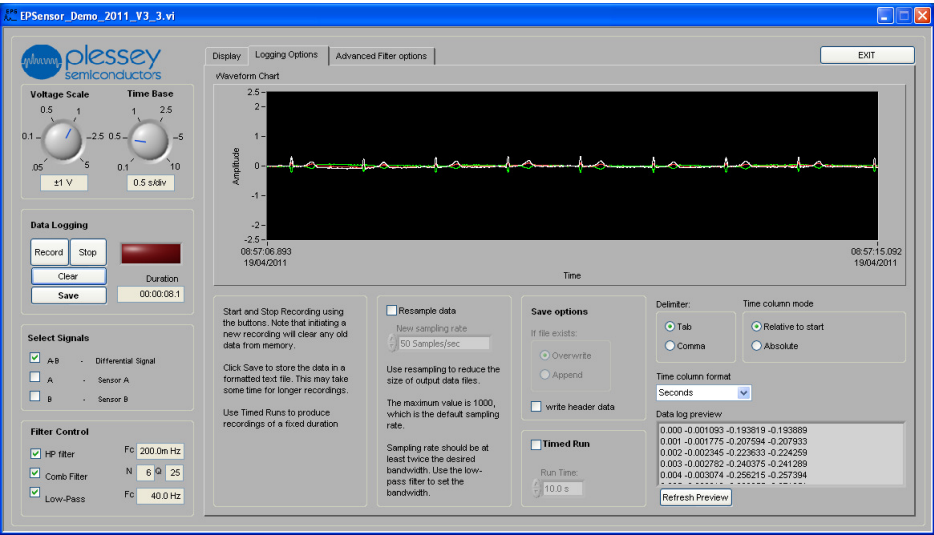 EPSensor_Demo_2011_V3_3.vi
plessey
semiconductors
Voltage Scale
Time Base
0.5
1
0.1
2.5
.05
5
±1 V
1
2.5
0.5
5
0.1
10
0.5 s/div
Data Logging
Record
Stop
Clear
Save
Duration
00:00:08.1
Select Signals
A-B - Differential Signal
A - Sensor A
B - Sensor B
Filter Control
HP filter
Fc 200.0m Hz
Comb Filter
N 6 Q 25
Low-Pass
Fc 40.0 Hz
Display
Logging Options
Advanced Filter options
EXIT
Waveform Chart
Amplitude
2.5
2
1
0
-1
-2
-2.5
08:57:06.893
19/04/2011
08:57:15.092
19/04/2011
Time
Start and Stop Recording using
the buttons. Note that initiating a
new recording will clear any old
data from memory.
Click Save to store the data in a
formatted text file. This may take
some time for longer recordings.
Use Timed Runs to produce
recordings of a fixed duration
Resample data
New sampling rate
50 Samples/sec
Use resampling to reduce the
size of output data files.
The maximum value is 1000,
which is the default sampling
rate.
Sampling rate should be at
least twice the desired
bandwidth. Use the low-
pass filter to set the
bandwidth.
Save options
If file exists:
Overwrite
Append
write header data
Timed Run
Run Time:
10.0 s
Delimiter:
Tab
Comma
Time column mode
Relative to start
Absolute
Time column format
Seconds
Data log preview
0.000 -0.001093 -0.193819 -0.193889
0.001 -0.001775 -0.207594 -0.207933
0.002 -0.002345 -0.223633 -0.224259
0.003 -0.002782 -0.240375 -0.241289
0.004 -0.003074 -0.256215 -0.257394
Refresh Preview